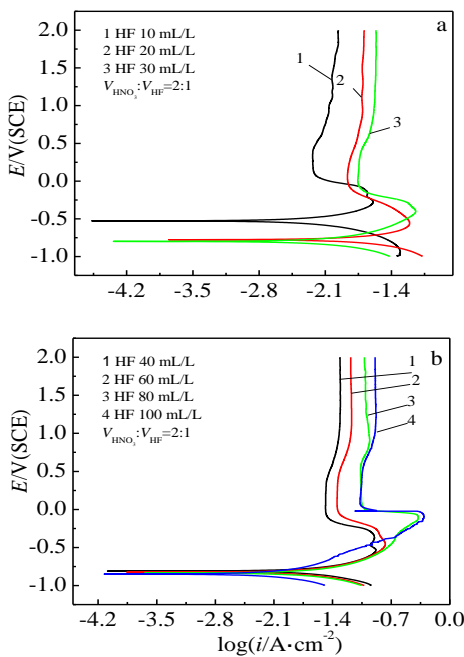 a
1 HF 10 mL/L
2 HF 20 mL/L
3 HF 30 mL/L
V_HNO₃:V_HF=2:1
1
2
3
E/V(SCE)
2.0
1.5
1.0
0.5
0.0
-0.5
-1.0
-4.2 -3.5 -2.8 -2.1 -1.4
b
1 HF 40 mL/L
2 HF 60 mL/L
3 HF 80 mL/L
4 HF 100 mL/L
V_HNO₃:V_HF=2:1
1
2
3
4
E/V(SCE)
2.0
1.5
1.0
0.5
0.0
-0.5
-1.0
-4.2 -3.5 -2.8 -2.1 -1.4 -0.7 0.0
log(i/A·cm⁻²)